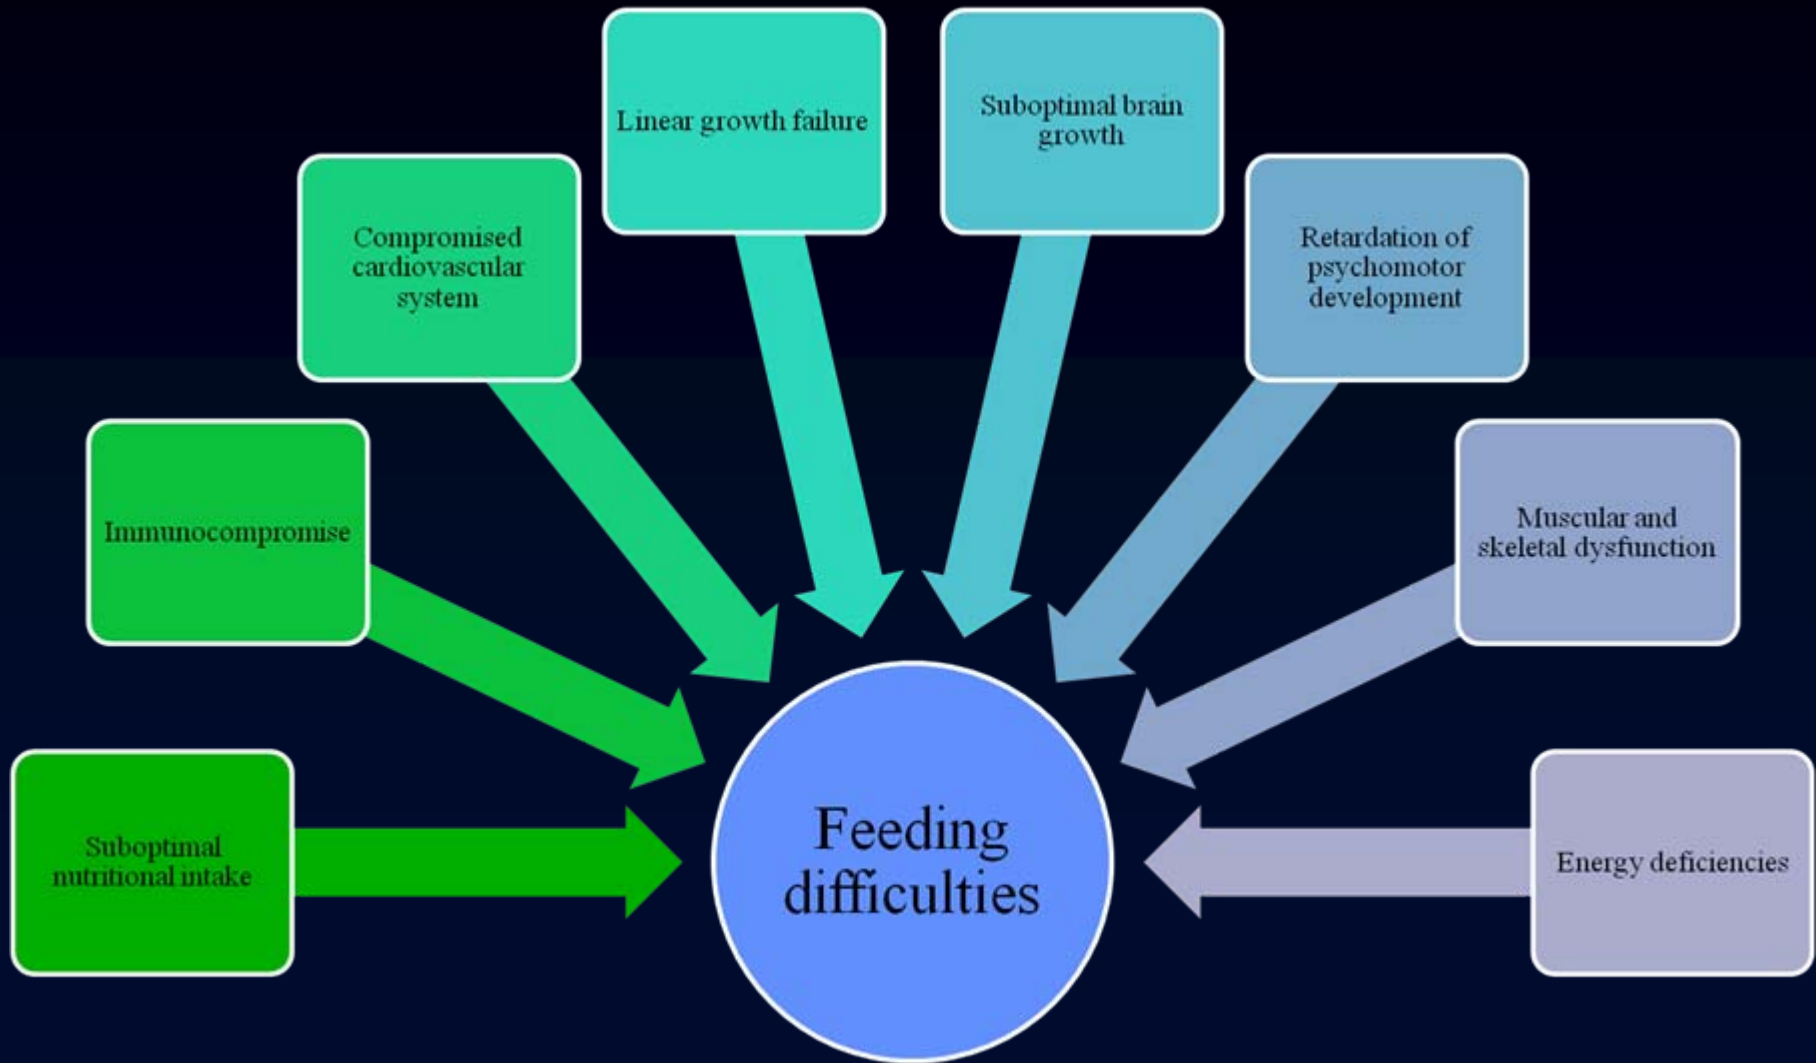 Linear growth failure
Suboptimal brain
growth
Compromised
cardiovascular
system
Retardation of
psychomotor
development
Immunocompromise
Muscular and
skeletal dysfunction
Suboptimal
nutritional intake
Feeding
difficulties
Energy deficiencies